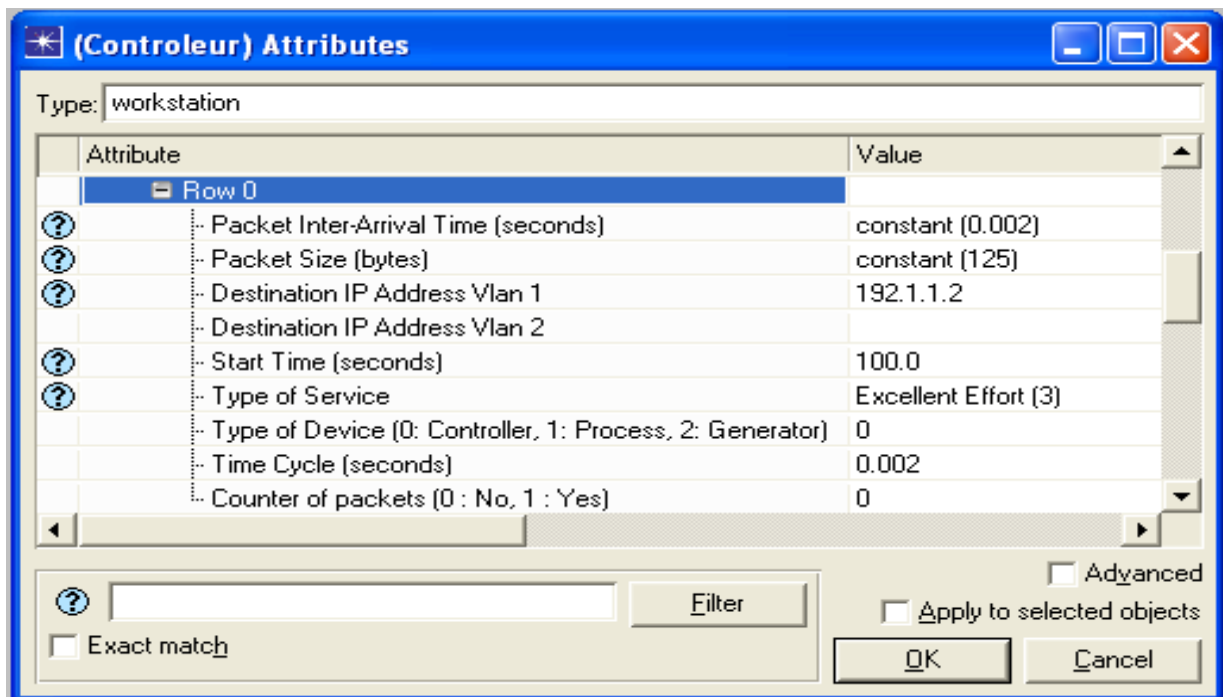 (Controleur) Attributes
Type: workstation
Attribute Value
Row 0
Packet Inter-Arrival Time (seconds) constant (0.002)
Packet Size (bytes) constant (125)
Destination IP Address Vlan 1 192.1.1.2
Destination IP Address Vlan 2
Start Time (seconds) 100.0
Type of Service Excellent Effort (3)
Type of Device (0: Controller, 1: Process, 2: Generator) 0
Time Cycle (seconds) 0.002
Counter of packets (0 : No, 1 : Yes) 0
Advanced
Filter
Apply to selected objects
Exact match
OK Cancel